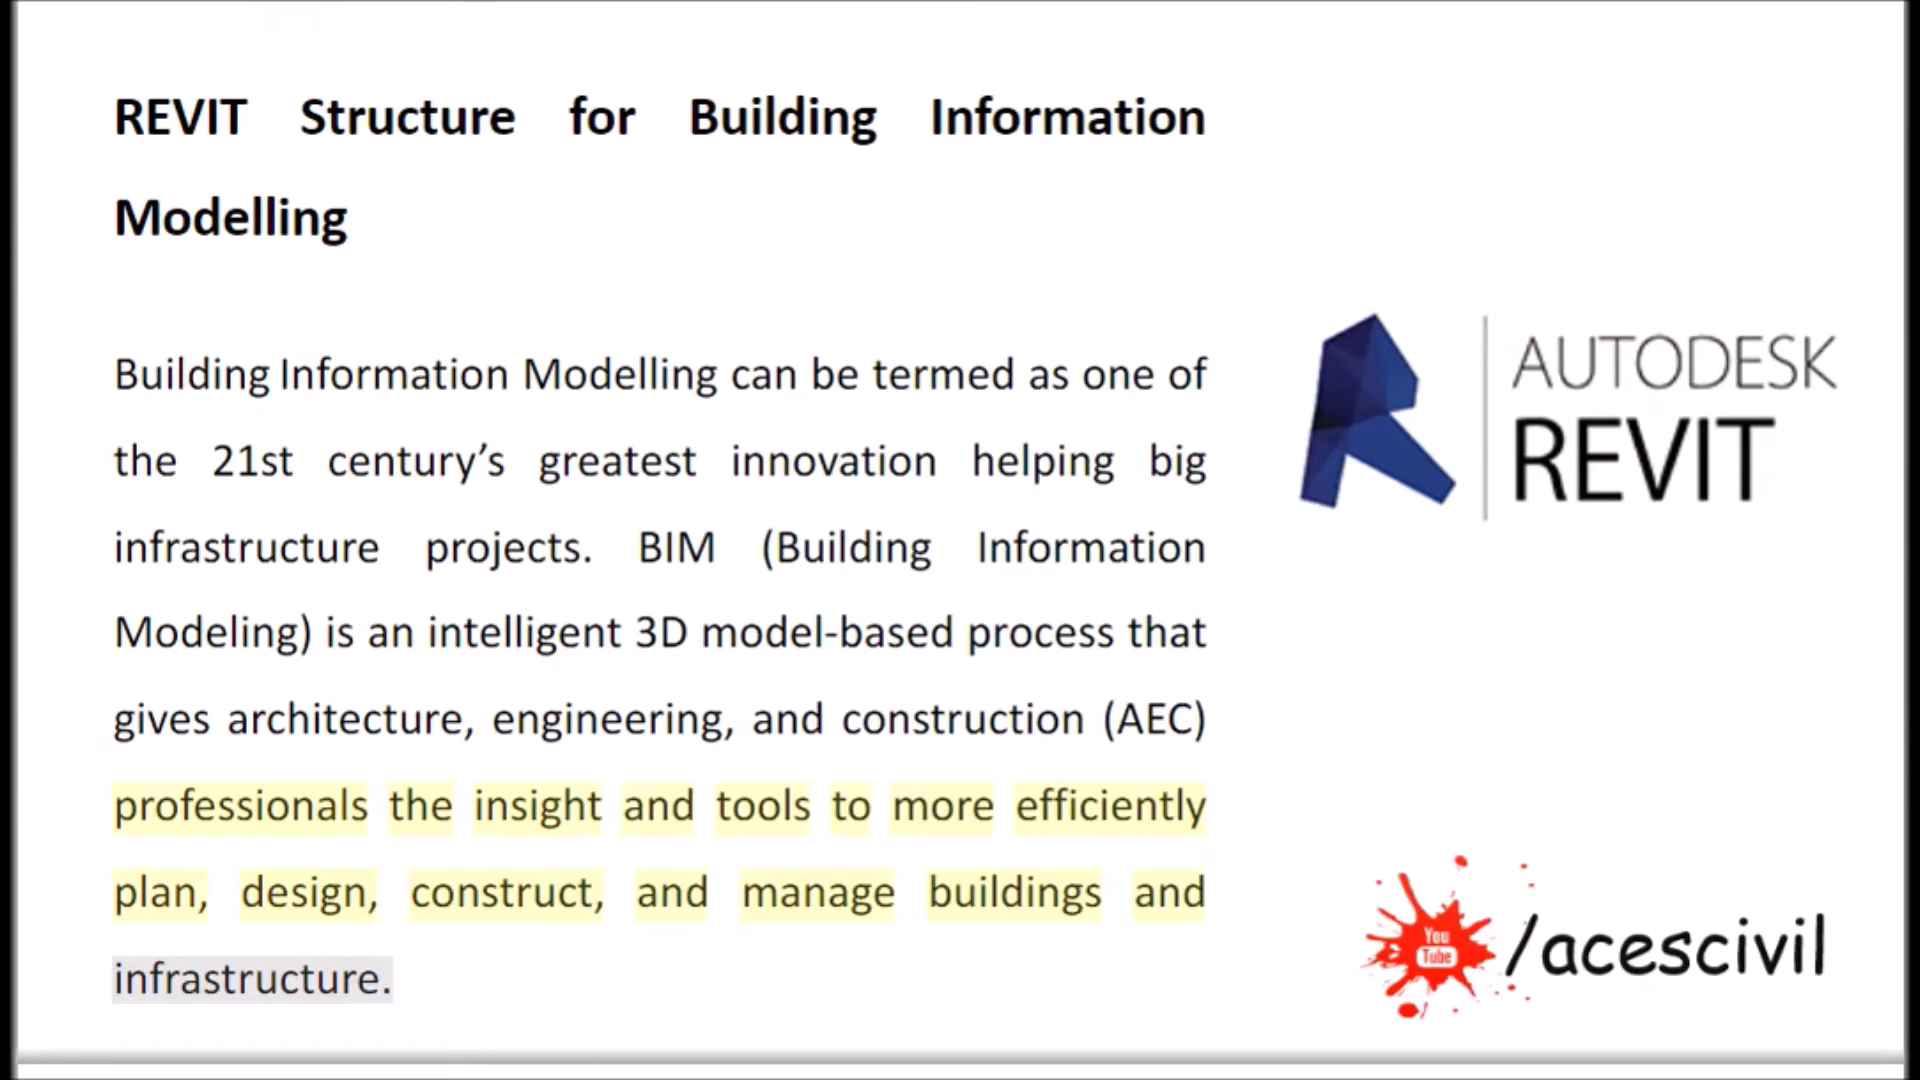 REVIT Structure for Building Information
Modelling
Building Information Modelling can be termed as one of
the 21st century’s greatest innovation helping big
infrastructure projects. BIM (Building Information
Modeling) is an intelligent 3D model-based process that
gives architecture, engineering, and construction (AEC)
professionals the insight and tools to more efficiently
plan, design, construct, and manage buildings and
infrastructure.
AUTODESK
REVIT
You
Tube
/acescivil